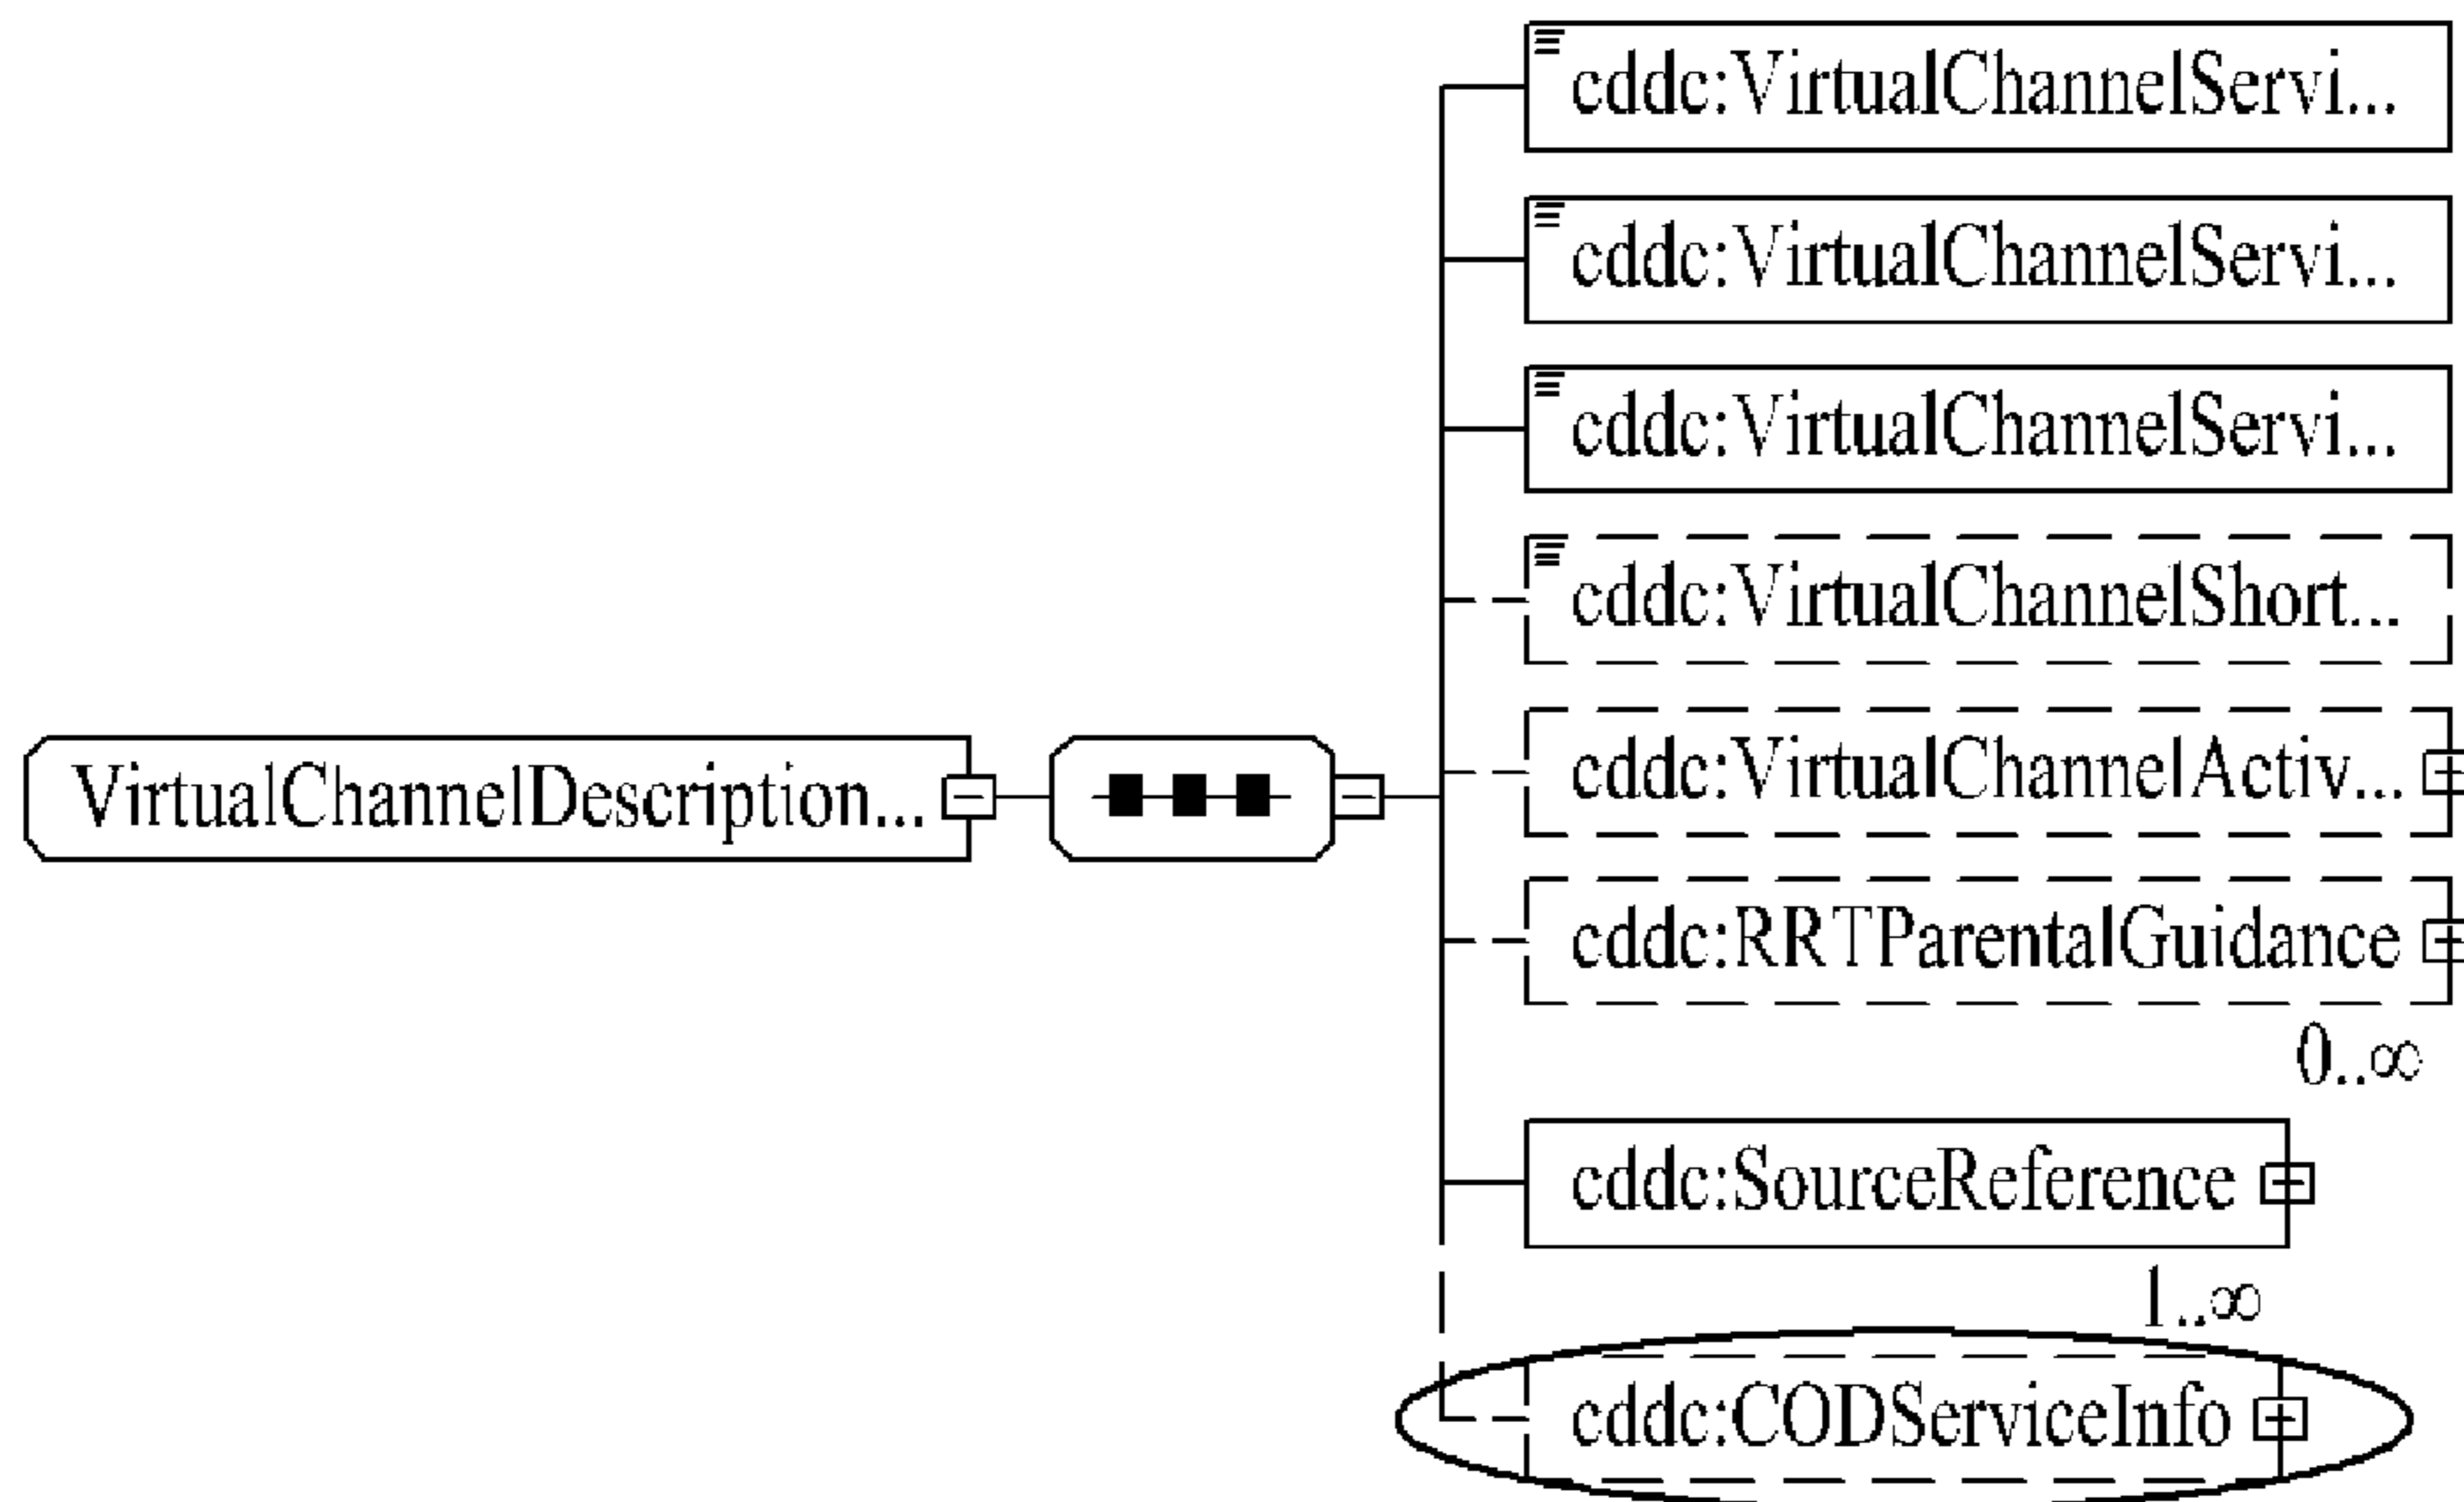 cddc:VirtualChannelServi...
cddc:VirtualChannelServi...
cddc:VirtualChannelServi...
cddc:VirtualChannelShort...
VirtualChannelDescription...
cddc:VirtualChannelActiv...
cddc:RRTParentalGuidance
0..∞
cddc:SourceReference
1..∞
cddc:CODServiceInfo